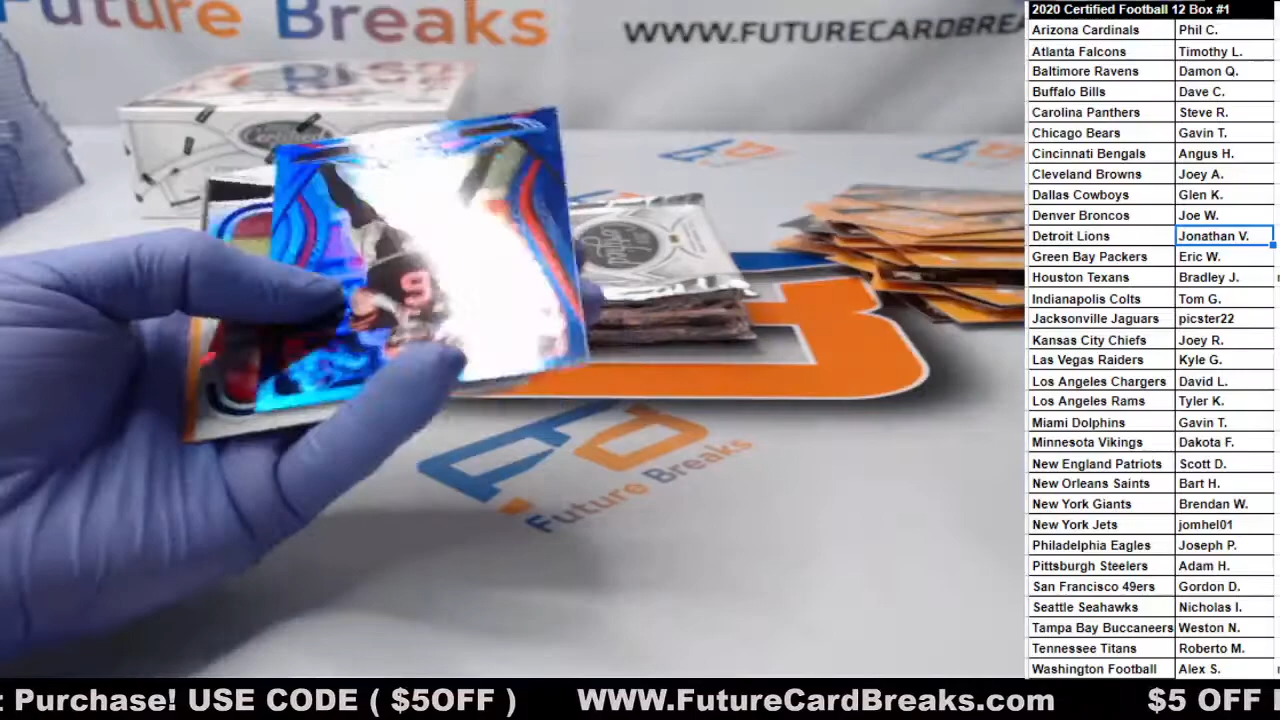 Future Breaks
WWW.FUTURECARDBREA
Certified
Certified
9
Future Breaks
2020 Certified Football 12 Box #1
Arizona Cardinals Phil C.
Atlanta Falcons Timothy L.
Baltimore Ravens Damon Q.
Buffalo Bills Dave C.
Carolina Panthers Steve R.
Chicago Bears Gavin T.
Cincinnati Bengals Angus H.
Cleveland Browns Joey A.
Dallas Cowboys Glen K.
Denver Broncos Joe W.
Detroit Lions Jonathan V.
Green Bay Packers Eric W.
Houston Texans Bradley J.
Indianapolis Colts Tom G.
Jacksonville Jaguars picster22
Kansas City Chiefs Joey R.
Las Vegas Raiders Kyle G.
Los Angeles Chargers David L.
Los Angeles Rams Tyler K.
Miami Dolphins Gavin T.
Minnesota Vikings Dakota F.
New England Patriots Scott D.
New Orleans Saints Bart H.
New York Giants Brendan W.
New York Jets jomhel01
Philadelphia Eagles Joseph P.
Pittsburgh Steelers Adam H.
San Francisco 49ers Gordon D.
Seattle Seahawks Nicholas I.
Tampa Bay Buccaneers Weston N.
Tennessee Titans Roberto M.
Washington Football Alex S.
: Purchase! USE CODE ( $5OFF ) WWW.FutureCardBreaks.com $5 OFF